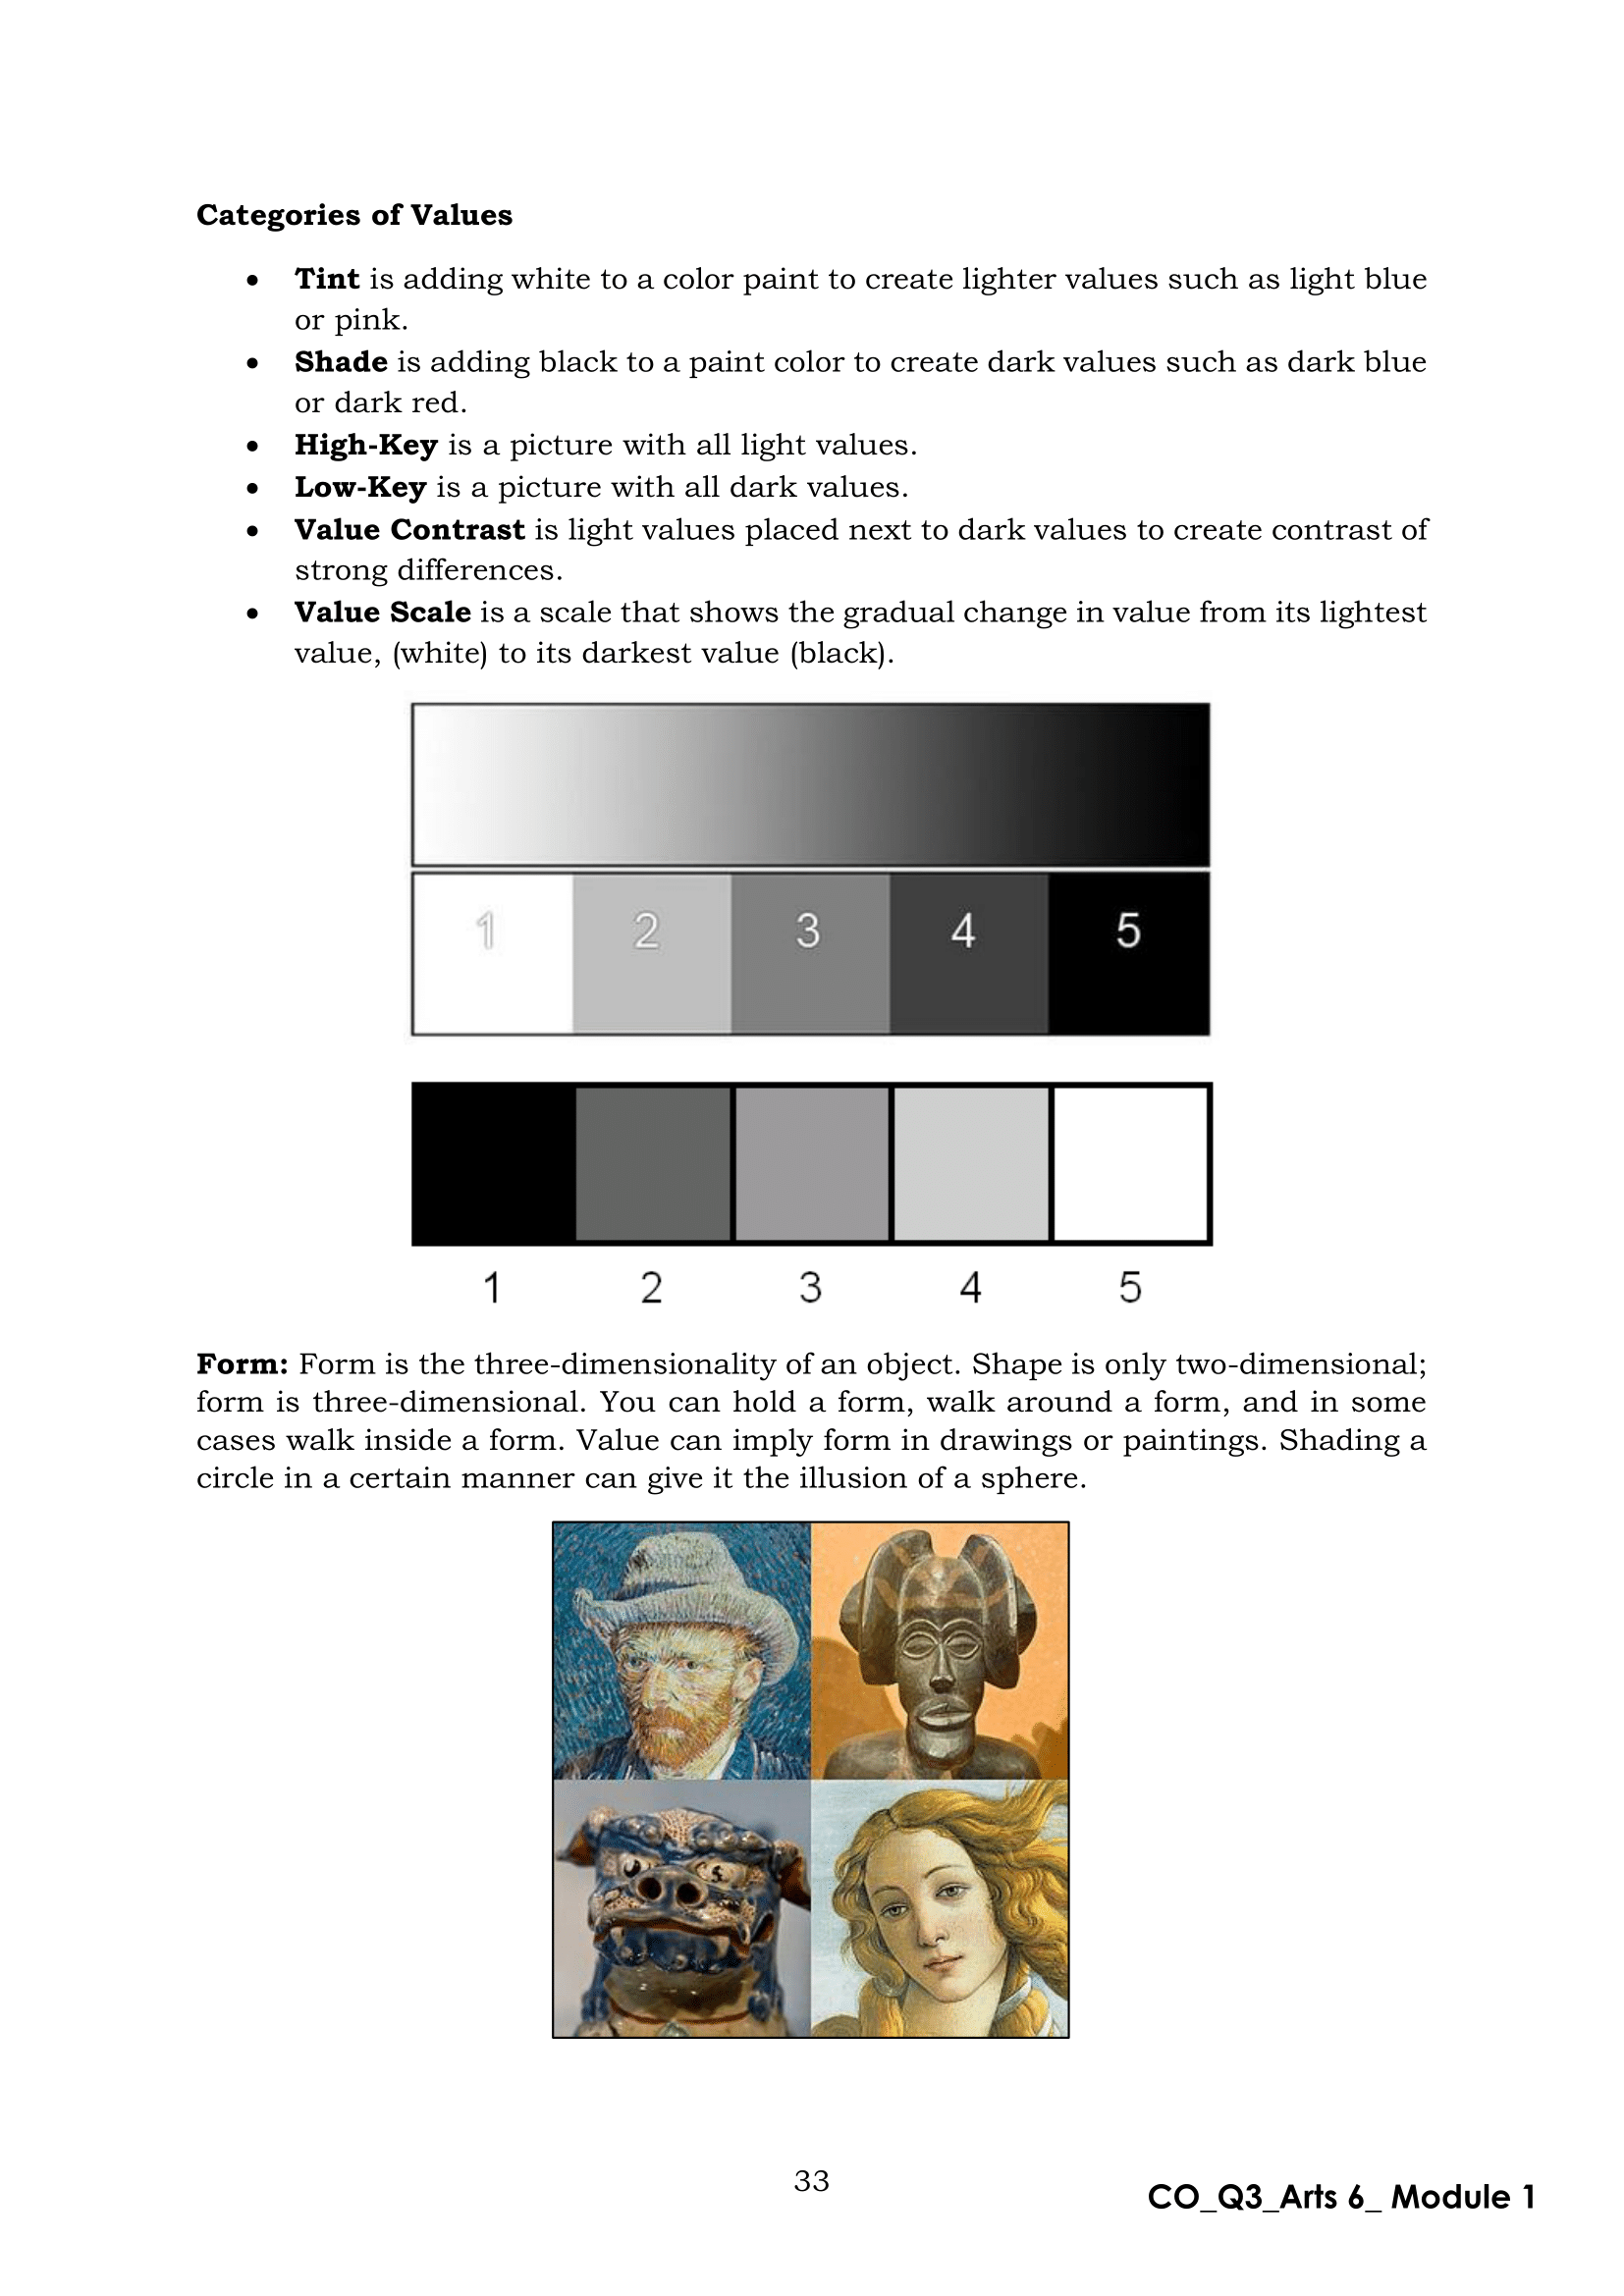 Categories of Values
• Tint is adding white to a color paint to create lighter values such as light blue
or pink.
• Shade is adding black to a paint color to create dark values such as dark blue
or dark red.
• High-Key is a picture with all light values.
• Low-Key is a picture with all dark values.
• Value Contrast is light values placed next to dark values to create contrast of
strong differences.
• Value Scale is a scale that shows the gradual change in value from its lightest
value, (white) to its darkest value (black).
1 2 3 4 5
1 2 3 4 5
Form: Form is the three-dimensionality of an object. Shape is only two-dimensional;
form is three-dimensional. You can hold a form, walk around a form, and in some
cases walk inside a form. Value can imply form in drawings or paintings. Shading a
circle in a certain manner can give it the illusion of a sphere.
33
CO_Q3_Arts 6_ Module 1